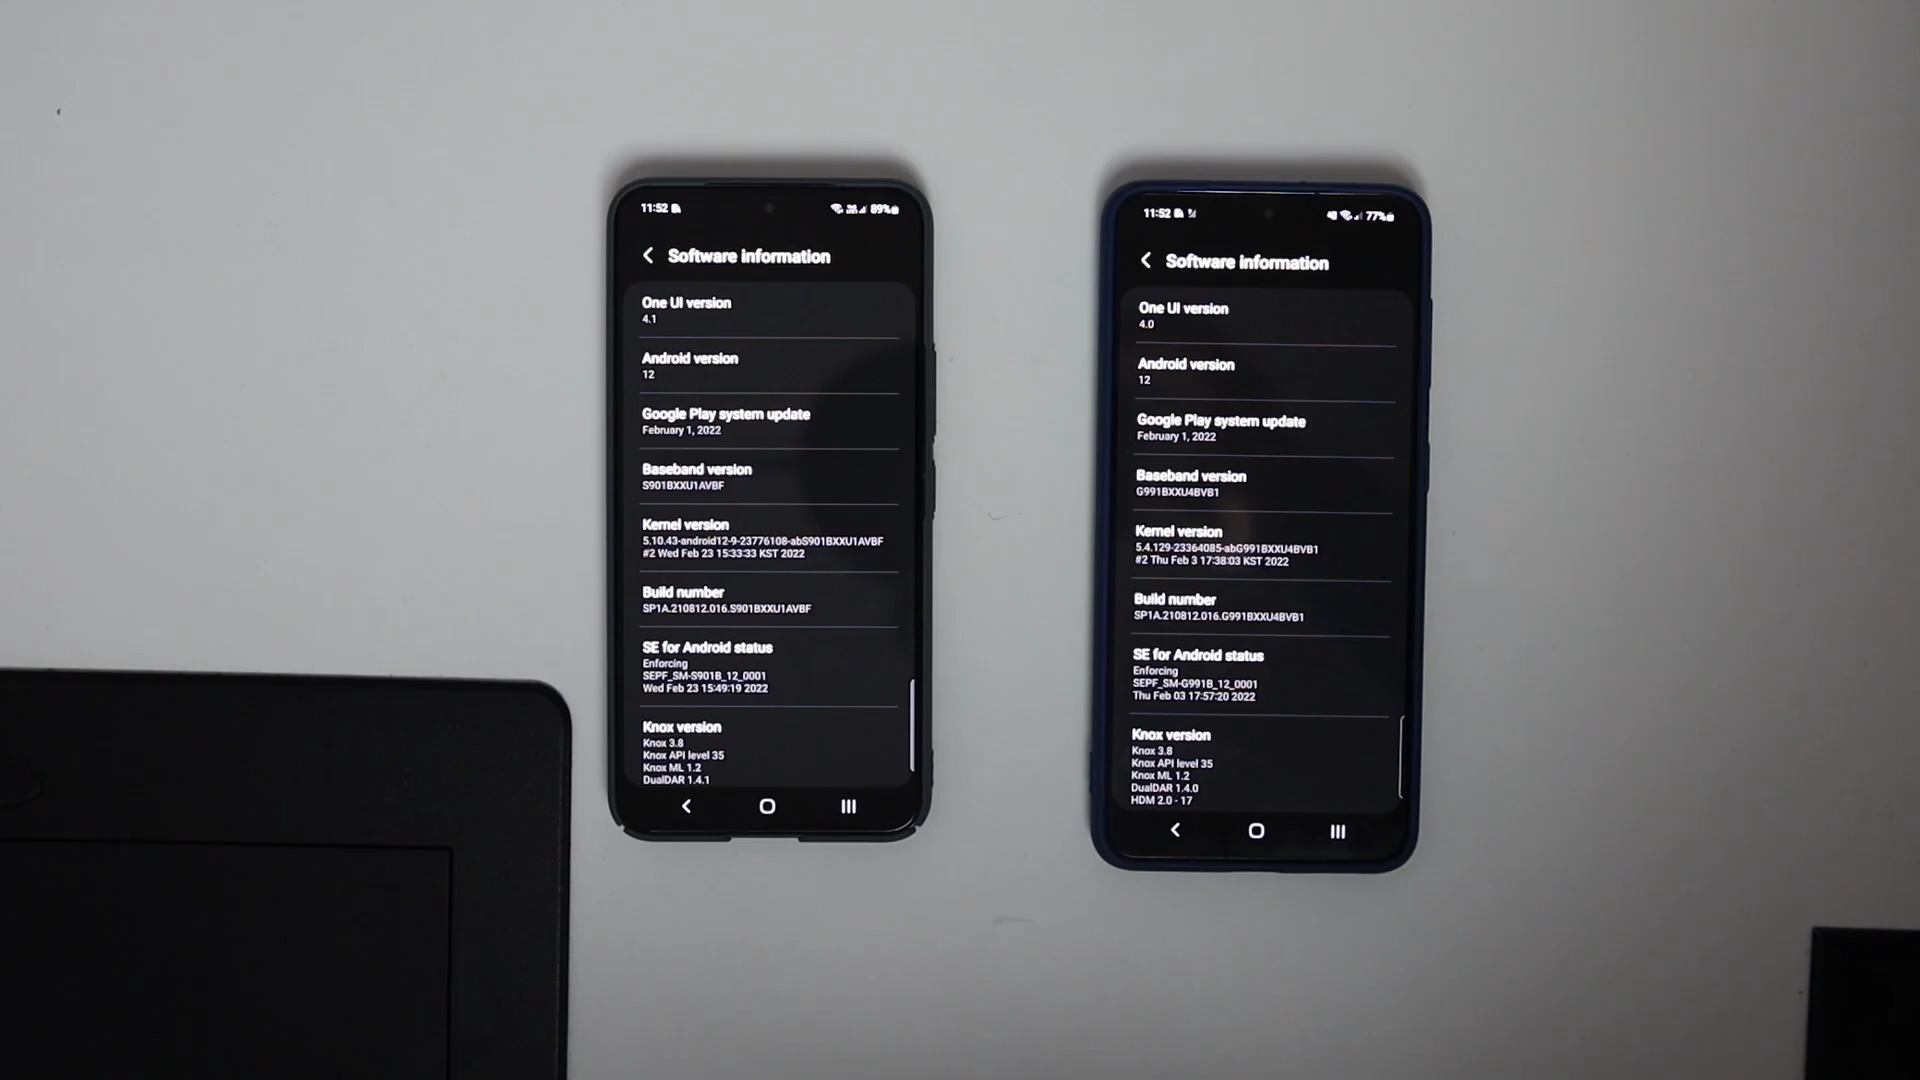 11:52
89%
Software information
One UI version
4.1
Android version
12
Google Play system update
February 1, 2022
Baseband version
S901BXXU1AVBF
Kernel version
5.10.43-android12-9-23776108-abS901BXXU1AVBF
#2 Wed Feb 23 15:33:33 KST 2022
Build number
SP1A.210812.016.S901BXXU1AVBF
SE for Android status
Enforcing
SEPF_SM-S901B_12_0001
Wed Feb 23 15:49:19 2022
Knox version
Knox 3.8
Knox API level 35
Knox ML 1.2
DualDAR 1.4.1
11:52
77%
Software information
One UI version
4.0
Android version
12
Google Play system update
February 1, 2022
Baseband version
G991BXXU4BVB1
Kernel version
5.4.129-23364085-abG991BXXU4BVB1
#2 Thu Feb 3 17:38:03 KST 2022
Build number
SP1A.210812.016.G991BXXU4BVB1
SE for Android status
Enforcing
SEPF_SM-G991B_12_0001
Thu Feb 03 17:57:20 2022
Knox version
Knox 3.8
Knox API level 35
Knox ML 1.2
DualDAR 1.4.0
HDM 2.0 - 17